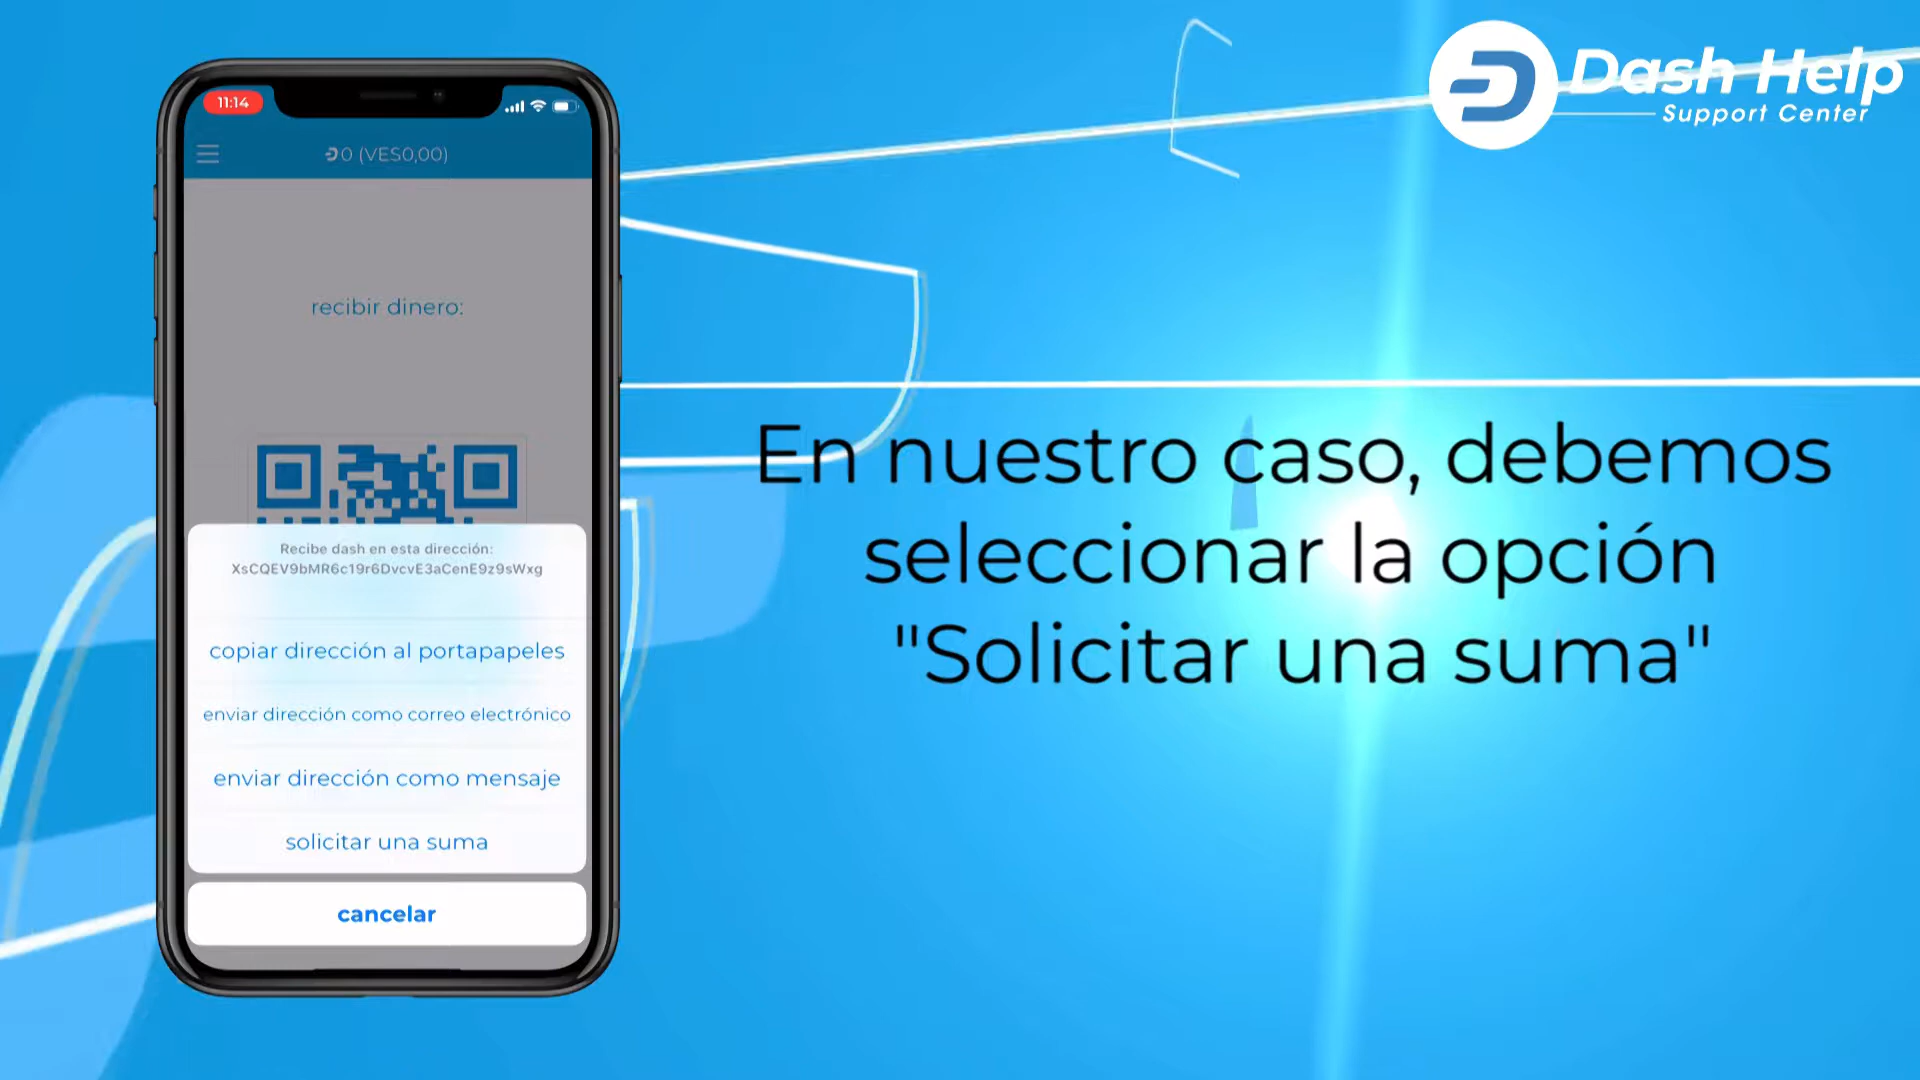 Dash Help
Support Center
11:14
0 (VES0,00)
recibir dinero:
Recibe dash en esta dirección:
XsCQEV9bMR6c19r6DvcvE3aCenE9z9sWxg
copiar dirección al portapapeles
enviar dirección como correo electrónico
enviar dirección como mensaje
solicitar una suma
cancelar
En nuestro caso, debemos
seleccionar la opción
"Solicitar una suma"